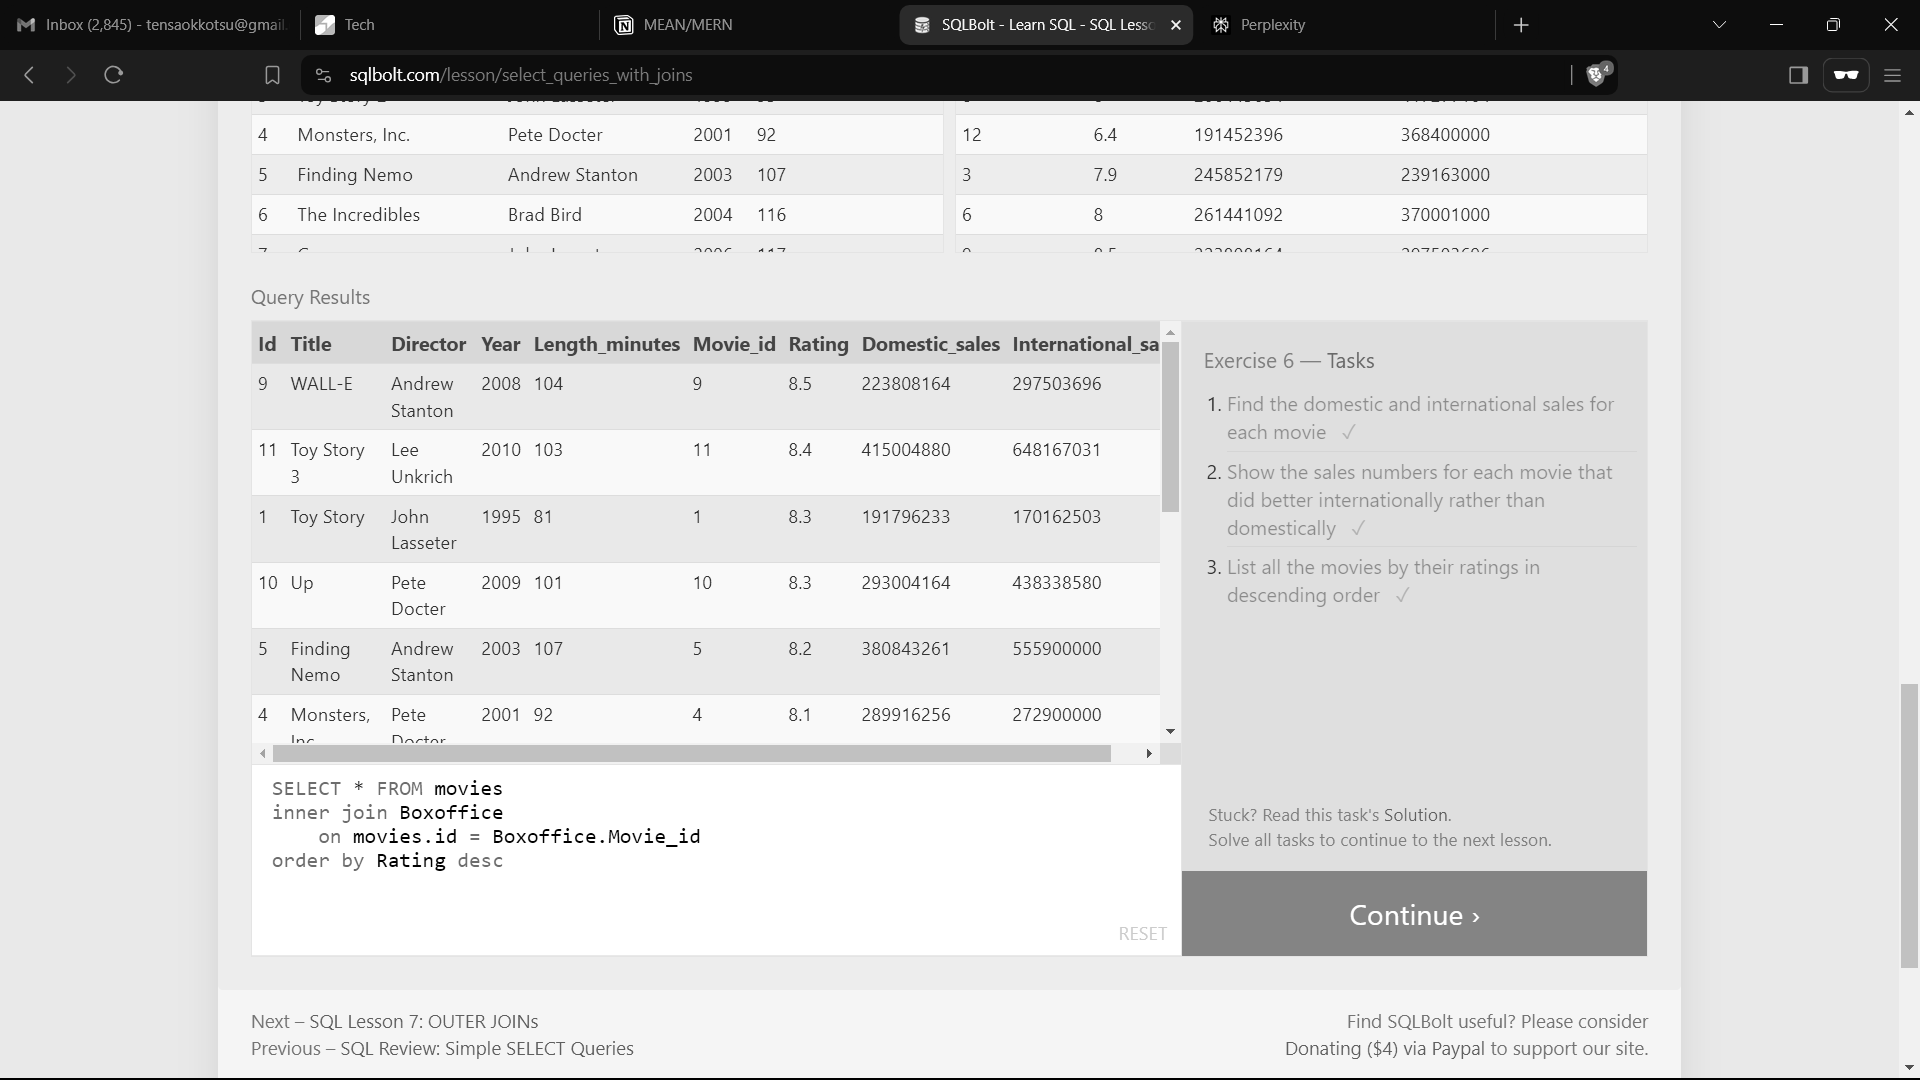 Inbox (2,845) - tensaokkotsu@gmail.
Tech
MEAN/MERN
SQLBolt - Learn SQL - SQL Less
Perplexity
sqlbolt.com/lesson/select_queries_with_joins
4
4 Monsters, Inc. Pete Docter 2001 92
5 Finding Nemo Andrew Stanton 2003 107
6 The Incredibles Brad Bird 2004 116
12 6.4 191452396 368400000
3 7.9 245852179 239163000
6 8 261441092 370001000
Query Results
Id Title Director Year Length_minutes Movie_id Rating Domestic_sales International_sa
9 WALL-E Andrew Stanton 2008 104 9 8.5 223808164 297503696
11 Toy Story 3 Lee Unkrich 2010 103 11 8.4 415004880 648167031
1 Toy Story John Lasseter 1995 81 1 8.3 191796233 170162503
10 Up Pete Docter 2009 101 10 8.3 293004164 438338580
5 Finding Nemo Andrew Stanton 2003 107 5 8.2 380843261 555900000
4 Monsters, Inc. Pete Docter 2001 92 4 8.1 289916256 272900000
SELECT * FROM movies
inner join Boxoffice
on movies.id = Boxoffice.Movie_id
order by Rating desc
RESET
Exercise 6 — Tasks
1. Find the domestic and international sales for
each movie ✓
2. Show the sales numbers for each movie that
did better internationally rather than
domestically ✓
3. List all the movies by their ratings in
descending order ✓
Stuck? Read this task's Solution.
Solve all tasks to continue to the next lesson.
Continue ›
Next – SQL Lesson 7: OUTER JOINs
Previous – SQL Review: Simple SELECT Queries
Find SQLBolt useful? Please consider
Donating ($4) via Paypal to support our site.